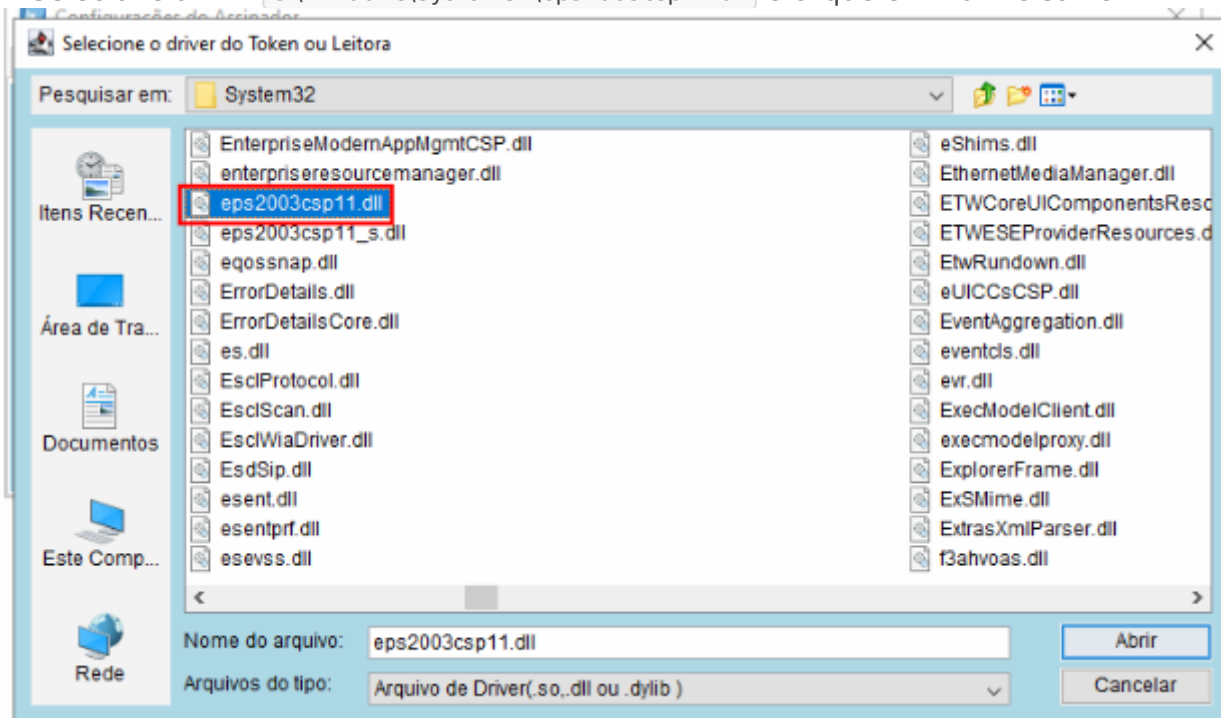 Configurações do Assinador
Selecione o driver do Token ou Leitora
Pesquisar em:
System32
Itens Recen...
Área de Tra...
Documentos
Este Comp...
Rede
EnterpriseModernAppMgmtCSP.dll
enterpriseresourcemanager.dll
eps2003csp11.dll
eps2003csp11_s.dll
eqossnap.dll
ErrorDetails.dll
ErrorDetailsCore.dll
es.dll
EsclProtocol.dll
EsclScan.dll
EsclWiaDriver.dll
EsdSip.dll
esent.dll
esentprf.dll
esevss.dll
eShims.dll
EthernetMediaManager.dll
ETWCoreUIComponentsResc
ETWESEProviderResources.d
EtwRundown.dll
eUICCsCSP.dll
EventAggregation.dll
eventcls.dll
evr.dll
ExecModelClient.dll
execmodelproxy.dll
ExplorerFrame.dll
ExSMime.dll
ExtrasXmlParser.dll
f3ahvoas.dll
Nome do arquivo:
eps2003csp11.dll
Abrir
Arquivos do tipo:
Arquivo de Driver(.so,.dll ou .dylib )
Cancelar